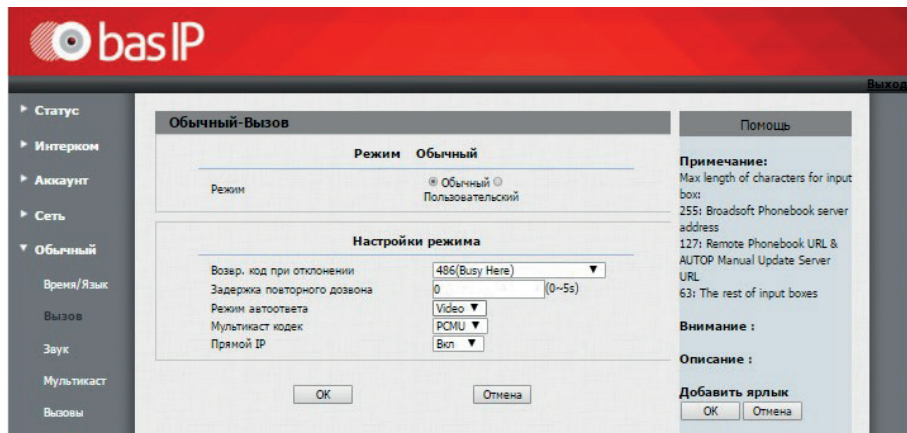 bas IP
Выход
Статус
Интерком
Аккаунт
Сеть
Обычный
Время/Язык
Вызов
Звук
Мультикаст
Вызовы
Обычный-Вызов
Режим Обычный
Режим
Обычный
Пользовательский
Настройки режима
Возвр. код при отклонении 486(Busy Here)
Задержка повторного дозвона 0 (0~5s)
Режим автоответа Video
Мультикаст кодек PCMU
Прямой IP Вкл
OK Отмена
Помощь
Примечание:
Max length of characters for input
box:
255: Broadsoft Phonebook server
address
127: Remote Phonebook URL &
AUTOP Manual Update Server
URL
63: The rest of input boxes
Внимание :
Описание :
Добавить ярлык
OK Отмена